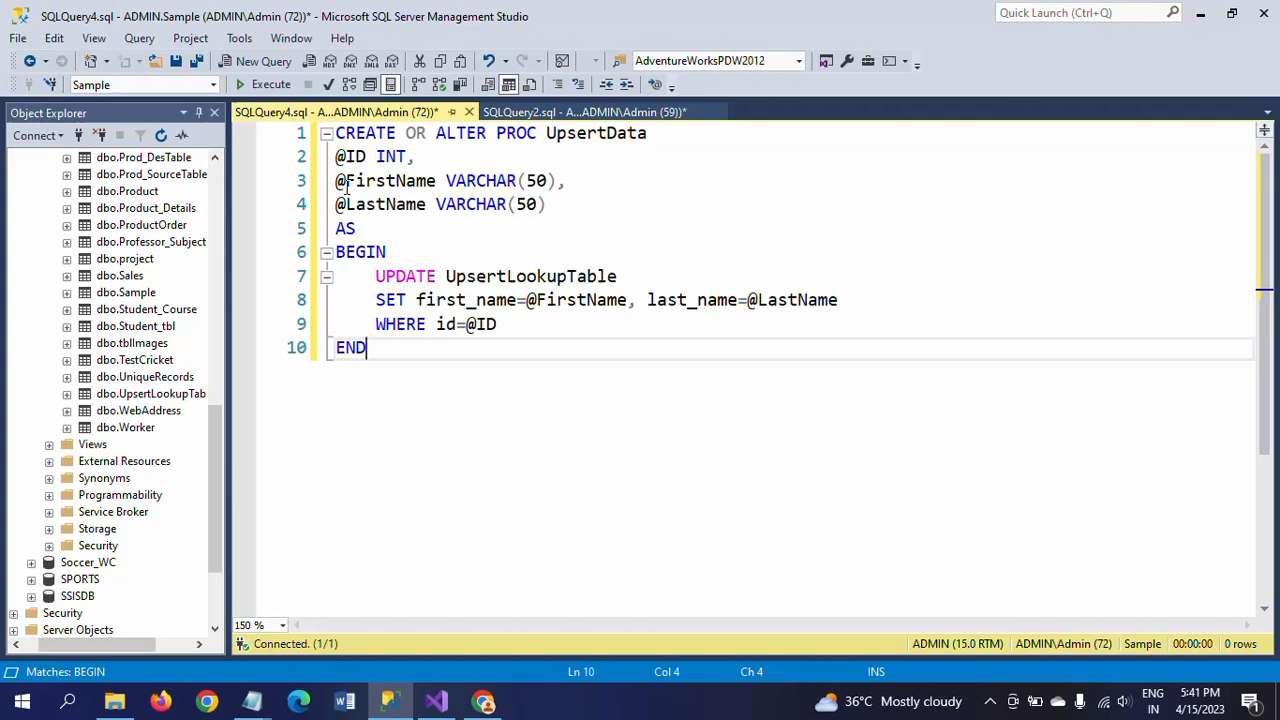 SQLQuery4.sql - ADMIN.Sample (ADMIN\Admin (72))* - Microsoft SQL Server Management Studio
Quick Launch (Ctrl+Q)
File Edit View Query Project Tools Window Help
New Query
MDX DMX XMLA DAX
AdventureWorksPDW2012
Sample
Execute
Object Explorer
SQLQuery4.sql - A...ADMIN\Admin (72))*
SQLQuery2.sql - A...ADMIN\Admin (59))*
Connect
dbo.Prod_DesTable
dbo.Prod_SourceTable
dbo.Product
dbo.Product_Details
dbo.ProductOrder
dbo.Professor_Subject
dbo.project
dbo.Sales
dbo.Sample
dbo.Student_Course
dbo.Student_tbl
dbo.tblImages
dbo.TestCricket
dbo.UniqueRecords
dbo.UpsertLookupTab
dbo.WebAddress
dbo.Worker
Views
External Resources
Synonyms
Programmability
Service Broker
Storage
Security
Soccer_WC
SPORTS
SSISDB
Security
Server Objects
1 CREATE OR ALTER PROC UpsertData
2 @ID INT,
3 @FirstName VARCHAR(50),
4 @LastName VARCHAR(50)
5 AS
6 BEGIN
7 UPDATE UpsertLookupTable
8 SET first_name=@FirstName, last_name=@LastName
9 WHERE id=@ID
10 END
150 %
Connected. (1/1)
ADMIN (15.0 RTM) ADMIN\Admin (72) Sample 00:00:00 0 rows
Matches: BEGIN Ln 10 Col 4 Ch 4 INS
36°C Mostly cloudy
ENG
IN
5:41 PM
4/15/2023
1